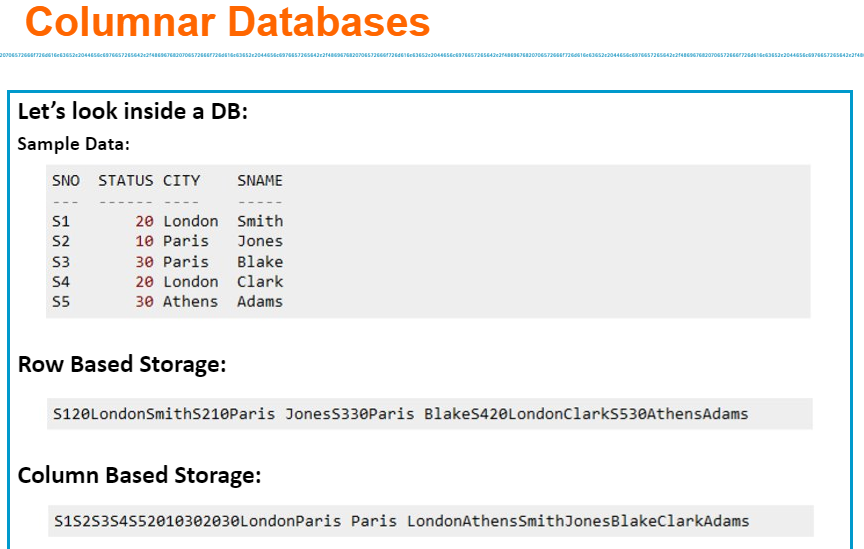 Columnar Databases
Let’s look inside a DB:
Sample Data:
SNO STATUS CITY SNAME
--- ------ ---- -----
S1 20 London Smith
S2 10 Paris Jones
S3 30 Paris Blake
S4 20 London Clark
S5 30 Athens Adams
Row Based Storage:
S120LondonSmithS210Paris JonesS330Paris BlakeS420LondonClarkS530AthensAdams
Column Based Storage:
S1S2S3S4S52010302030LondonParis Paris LondonAthensSmithJonesBlakeClarkAdams